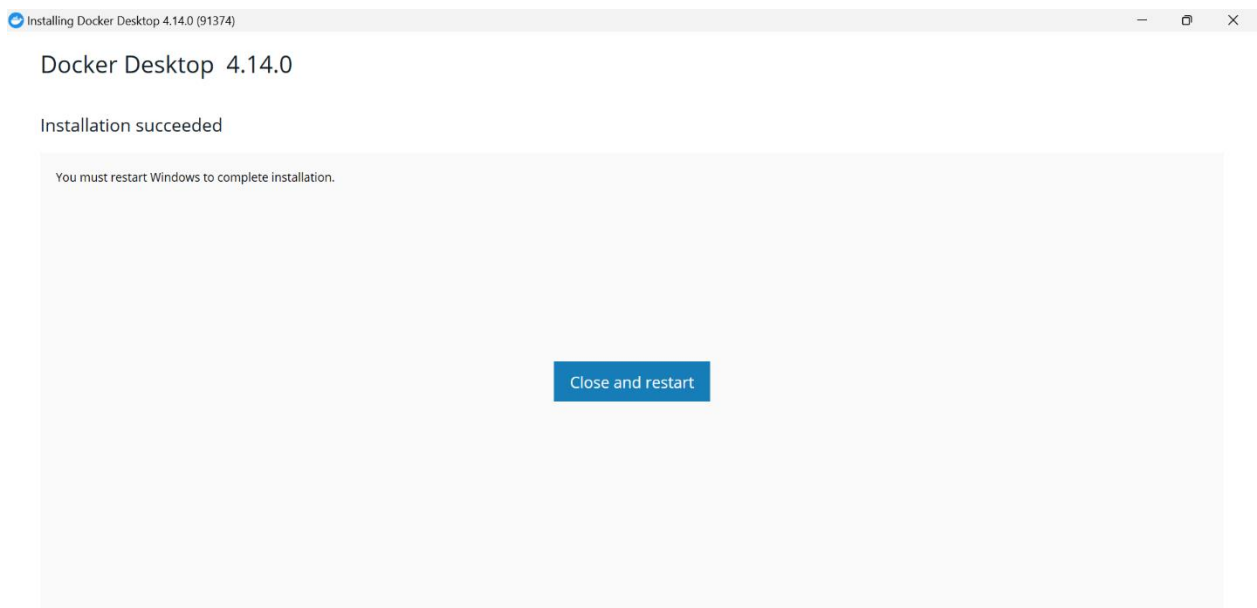 Installing Docker Desktop 4.14.0 (91374)
Docker Desktop 4.14.0
Installation succeeded
You must restart Windows to complete installation.
Close and restart